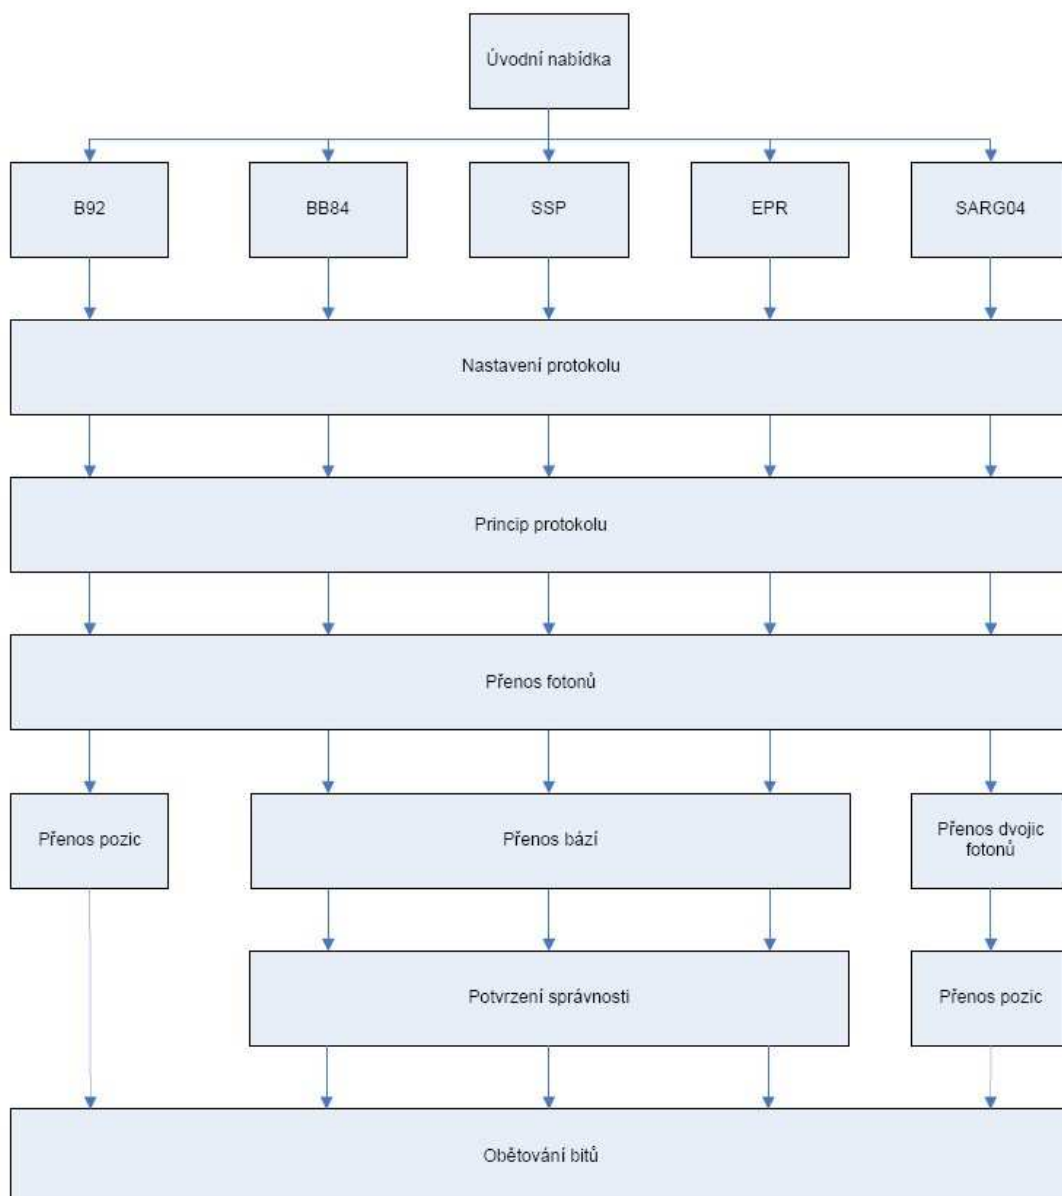 Úvodní nabídka
B92
BB84
SSP
EPR
SARG04
Nastavení protokolu
Princip protokolu
Přenos fotonů
Přenos pozic
Přenos bází
Přenos dvojic
fotonů
Potvrzení správnosti
Přenos pozic
Obětování bitů